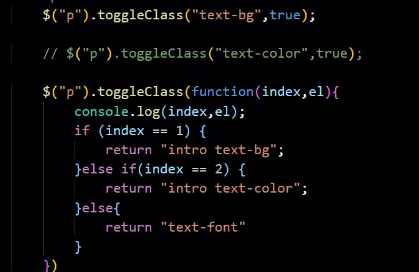 $("p").toggleClass("text-bg",true);
// $("p").toggleClass("text-color",true);
$("p").toggleClass(function(index,el){
console.log(index,el);
if (index == 1) {
return "intro text-bg";
}else if(index == 2) {
return "intro text-color";
}else{
return "text-font"
}
})